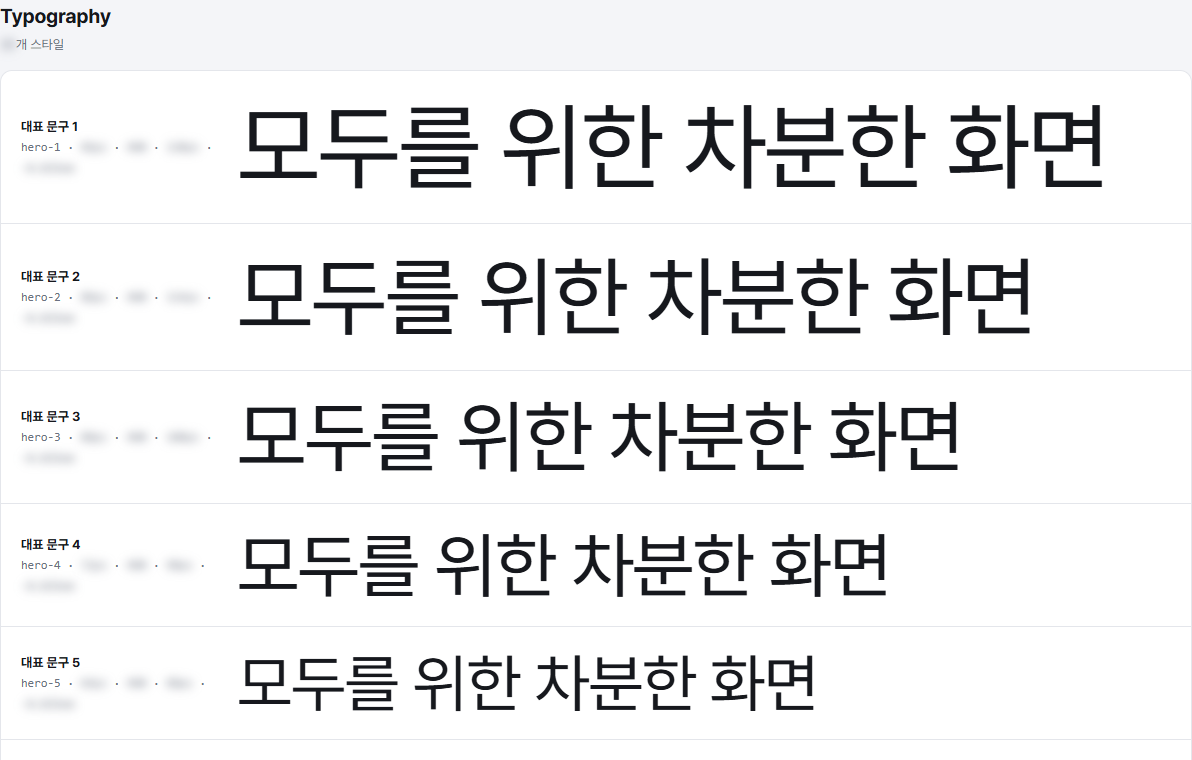 Typography
개 스타일
대표 문구 1
hero-1 · · · ·
모두를 위한 차분한 화면
대표 문구 2
hero-2 · · · ·
모두를 위한 차분한 화면
대표 문구 3
hero-3 · · · ·
모두를 위한 차분한 화면
대표 문구 4
hero-4 · · · ·
모두를 위한 차분한 화면
대표 문구 5
hero-5 · · · ·
모두를 위한 차분한 화면